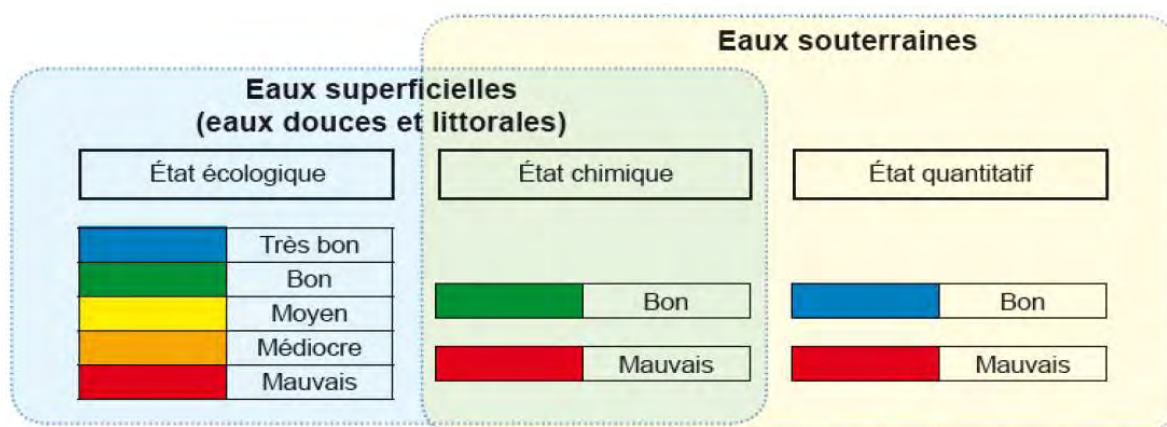 Eaux souterraines
Eaux superficielles
(eaux douces et littorales)
État écologique
État chimique
État quantitatif
Très bon
Bon
Moyen
Médiocre
Mauvais
Bon
Mauvais
Bon
Mauvais